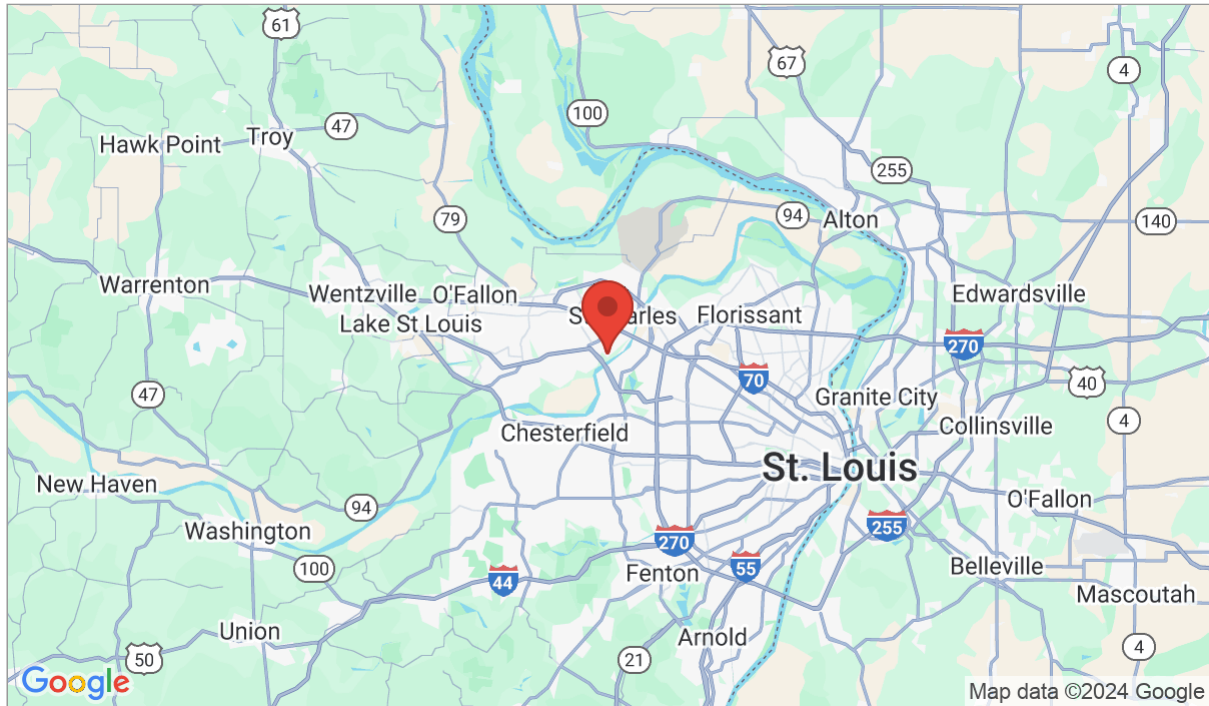 61
67
4
100
Hawk Point
Troy
47
255
79
94
Alton
140
Warrenton
Wentzville
O'Fallon
Edwardsville
Lake St Louis
Florissant
270
70
40
47
Granite City
4
Collinsville
Chesterfield
St. Louis
New Haven
94
O'Fallon
Washington
255
270
100
44
Fenton
55
Belleville
Mascoutah
Union
Arnold
50
21
4
Google
Map data ©2024 Google